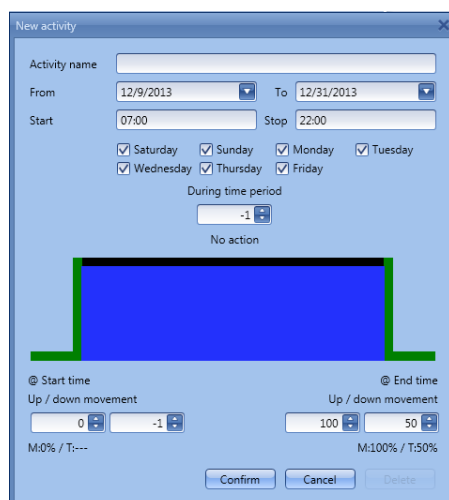 New activity
Activity name
From 12/9/2013 To 12/31/2013
Start 07:00 Stop 22:00
Saturday Sunday Monday Tuesday
Wednesday Thursday Friday
During time period
-1
No action
@ Start time @ End time
Up / down movement Up / down movement
0 -1 100 50
M:0% / T:--- M:100% / T:50%
Confirm Cancel Delete